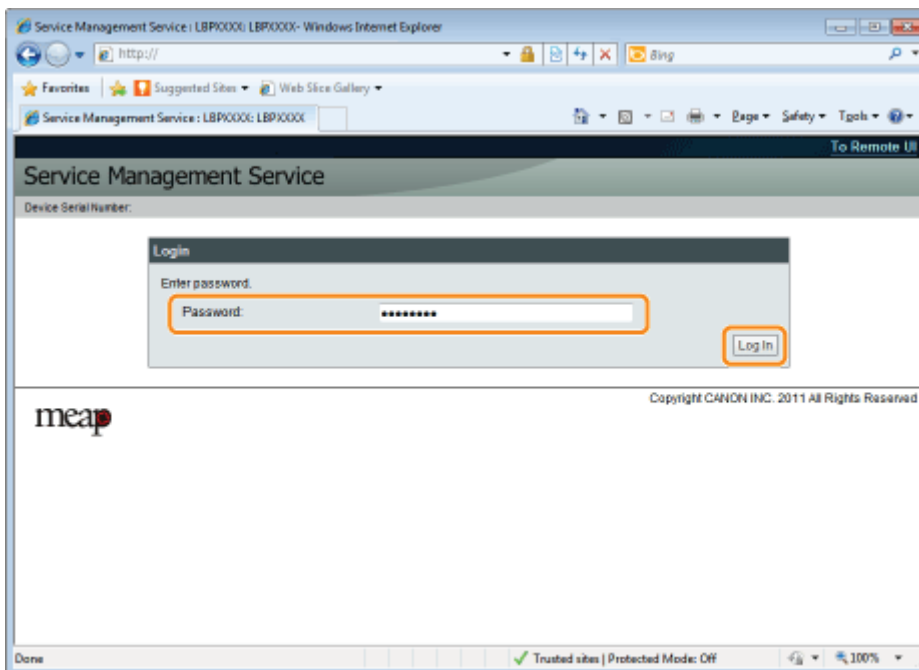 Service Management Service : LBPXXXX: LBPXXXX- Windows Internet Explorer
http://
Bing
Favorites Suggested Sites Web Slice Gallery
Service Management Service : LBPXXXX: LBPXXXX Page Safety Tools
To Remote UI
Service Management Service
Device Serial Number:
Login
Enter password.
Password: ••••••••
Log In
Copyright CANON INC. 2011 All Rights Reserved
meap
Done Trusted sites | Protected Mode: Off 100%